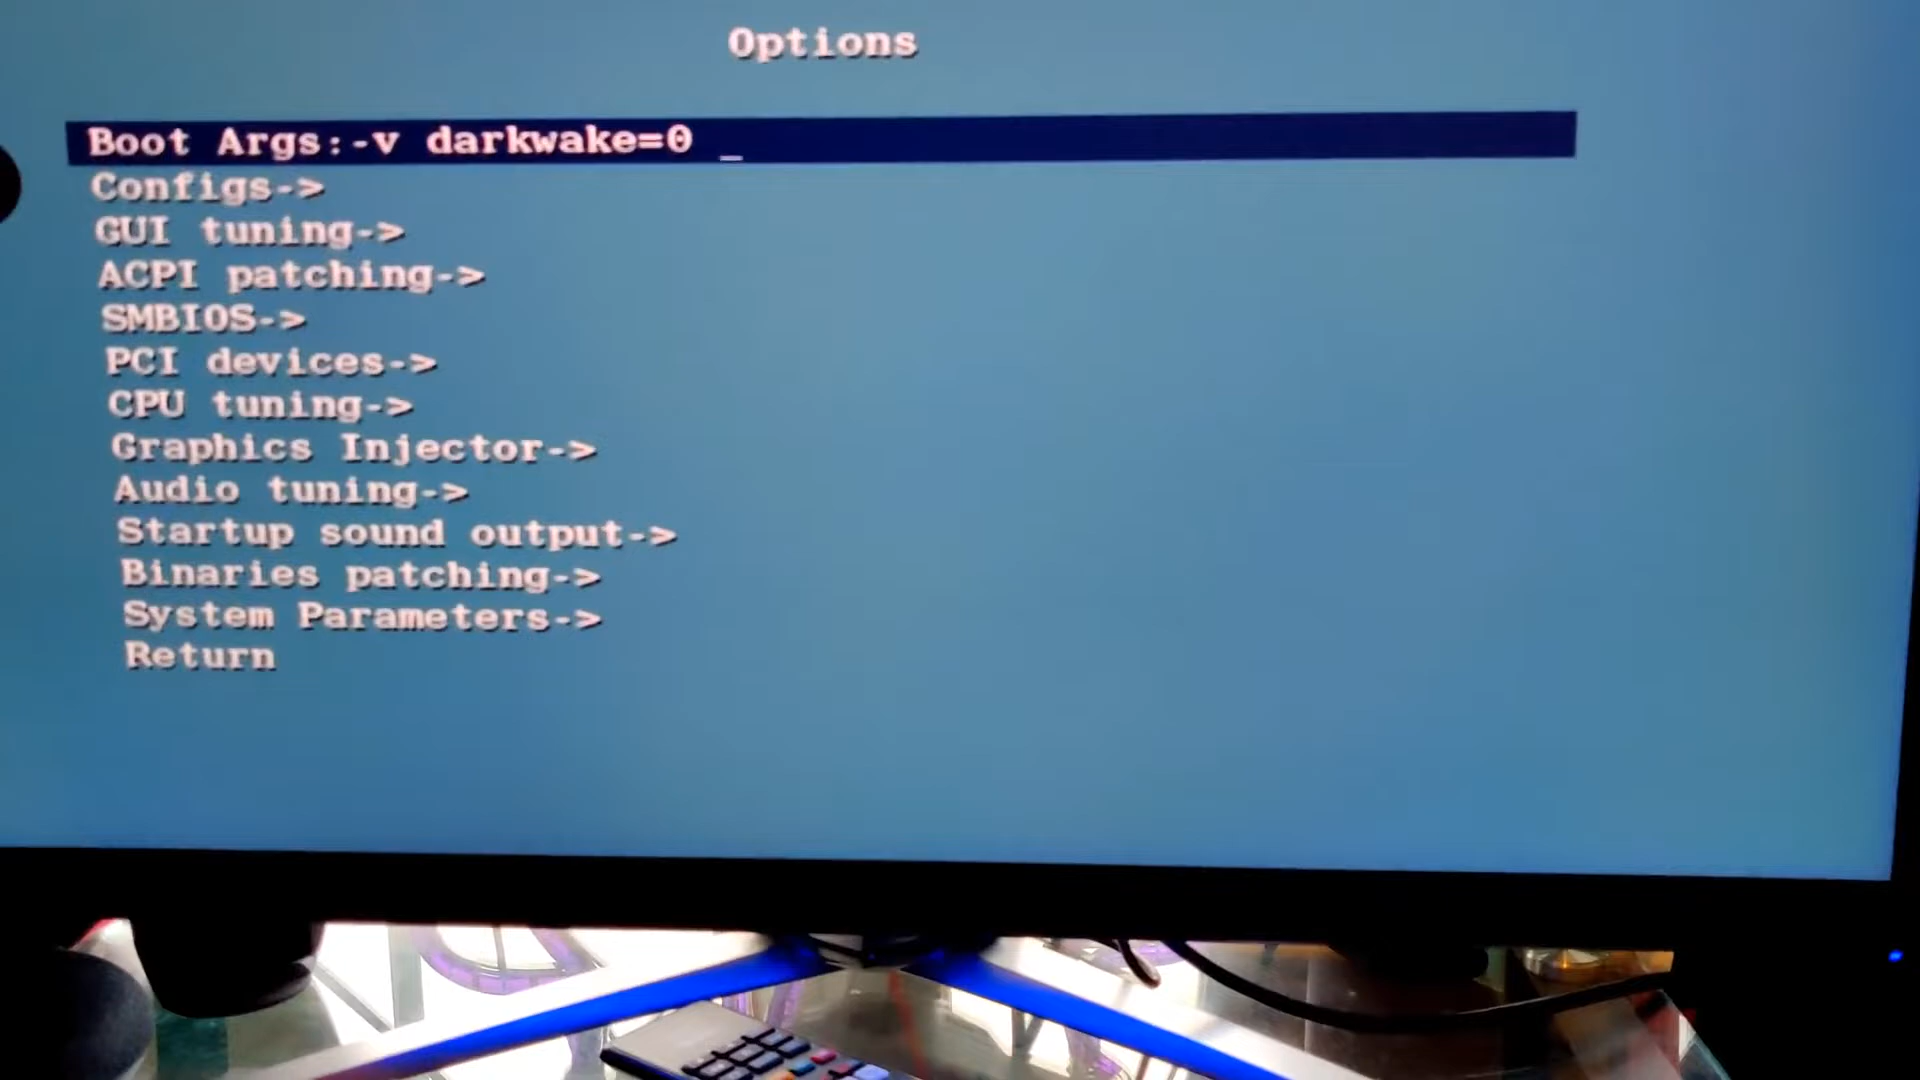 Options
Boot Args:-v darkwake=0 _
Configs->
GUI tuning->
ACPI patching->
SMBIOS->
PCI devices->
CPU tuning->
Graphics Injector->
Audio tuning->
Startup sound output->
Binaries patching->
System Parameters->
Return